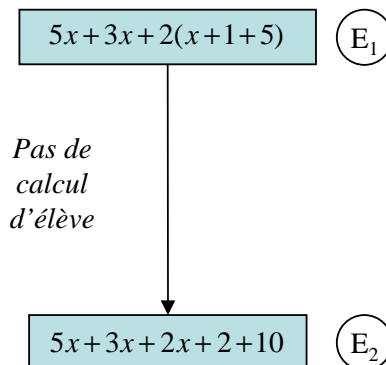 5x+3x+2(x+1+5) E₁
Pas de
calcul
d'élève
5x+3x+2x+2+10 E₂